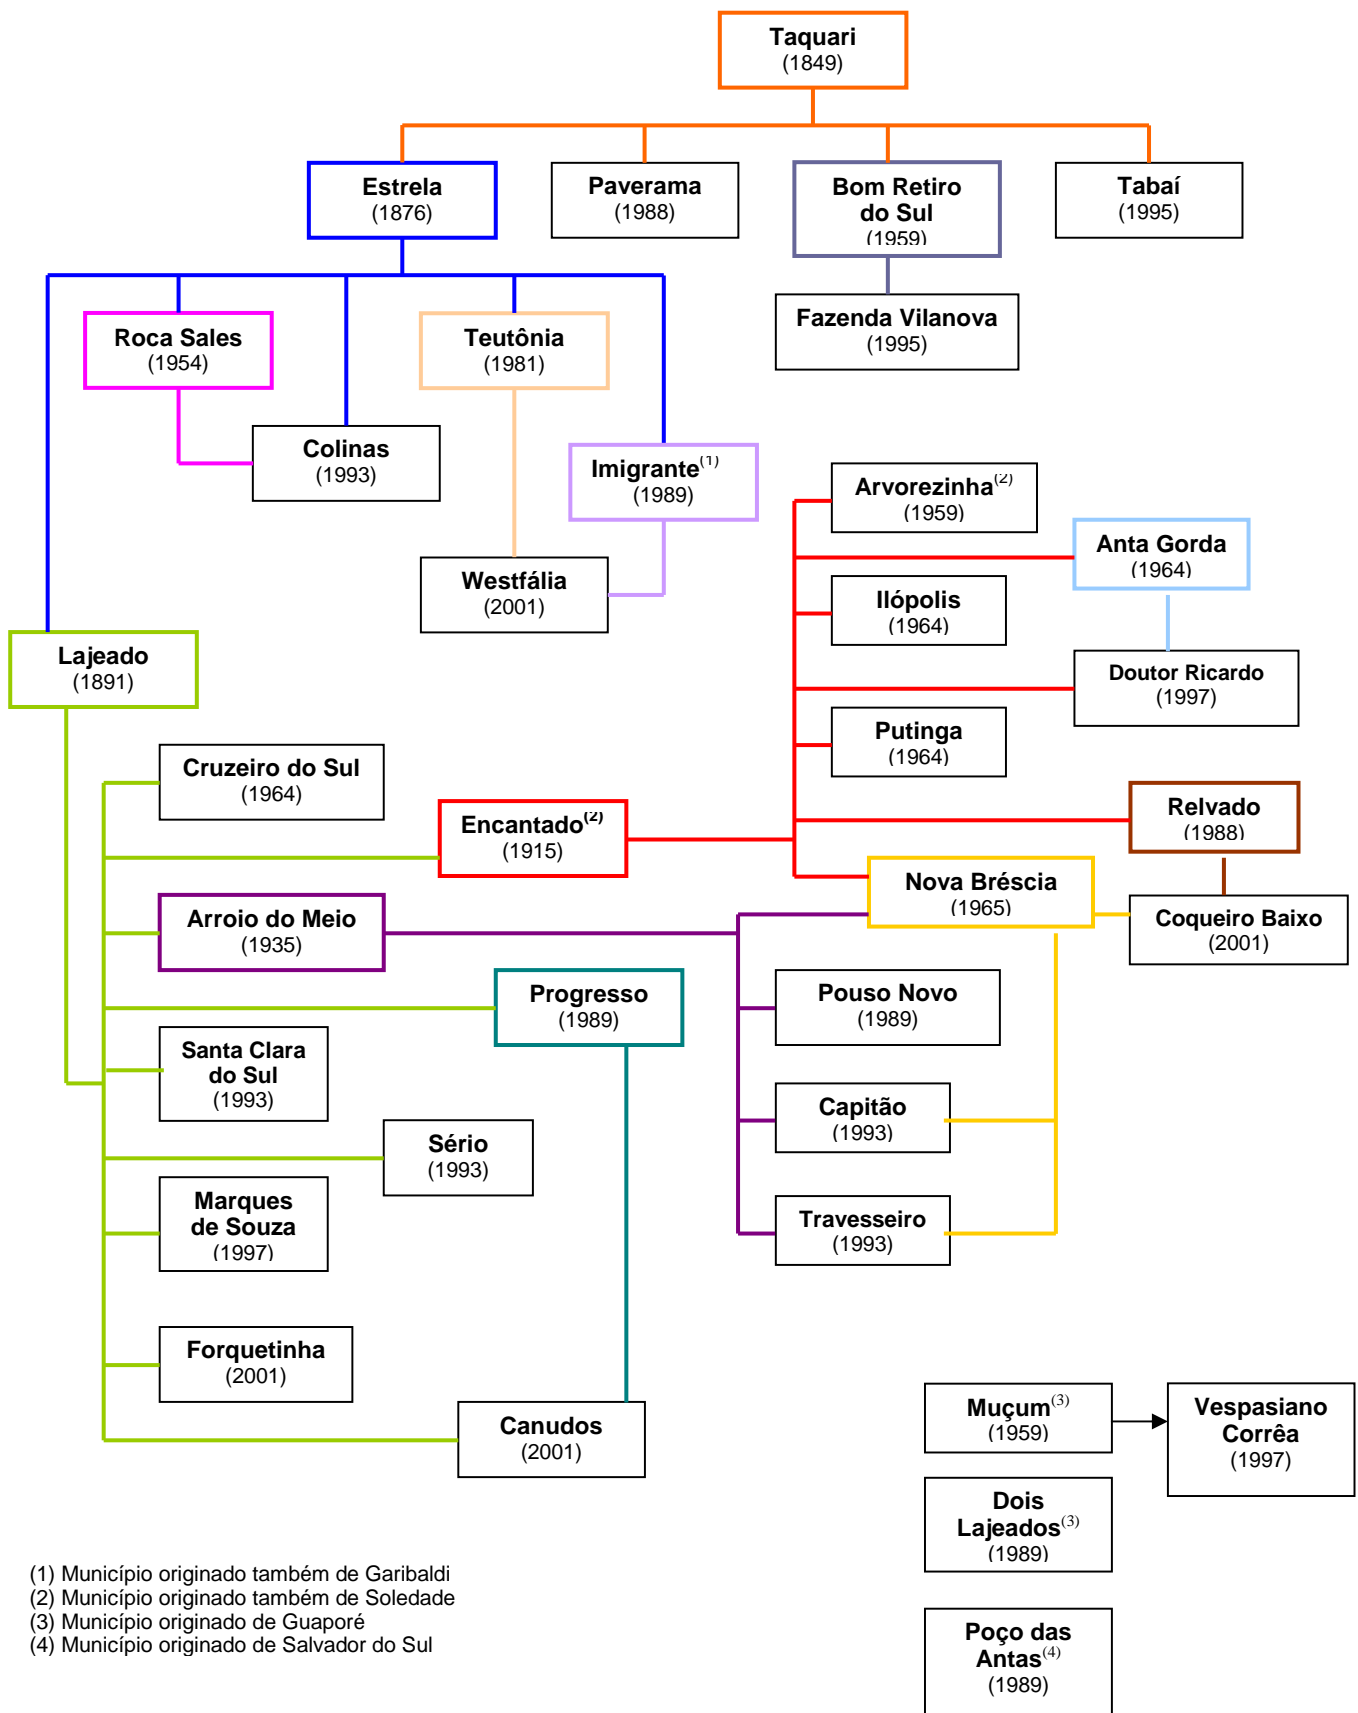 Taquari
(1849)
Estrela
(1876)
Paverama
(1988)
Bom Retiro
do Sul
(1959)
Tabaí
(1995)
Fazenda Vilanova
(1995)
Roca Sales
(1954)
Teutônia
(1981)
Colinas
(1993)
Imigrante(1)
(1989)
Westfália
(2001)
Arvorezinha(2)
(1959)
Anta Gorda
(1964)
Ilópolis
(1964)
Doutor Ricardo
(1997)
Putinga
(1964)
Lajeado
(1891)
Cruzeiro do Sul
(1964)
Encantado(2)
(1915)
Relvado
(1988)
Nova Bréscia
(1965)
Arroio do Meio
(1935)
Coqueiro Baixo
(2001)
Progresso
(1989)
Pouso Novo
(1989)
Santa Clara
do Sul
(1993)
Capitão
(1993)
Sério
(1993)
Marques
de Souza
(1997)
Travesseiro
(1993)
Forquetinha
(2001)
Canudos
(2001)
Muçum(3)
(1959)
Vespasiano
Corrêa
(1997)
Dois
Lajeados(3)
(1989)
Poço das
Antas(4)
(1989)
(1) Município originado também de Garibaldi
(2) Município originado também de Soledade
(3) Município originado de Guaporé
(4) Município originado de Salvador do Sul